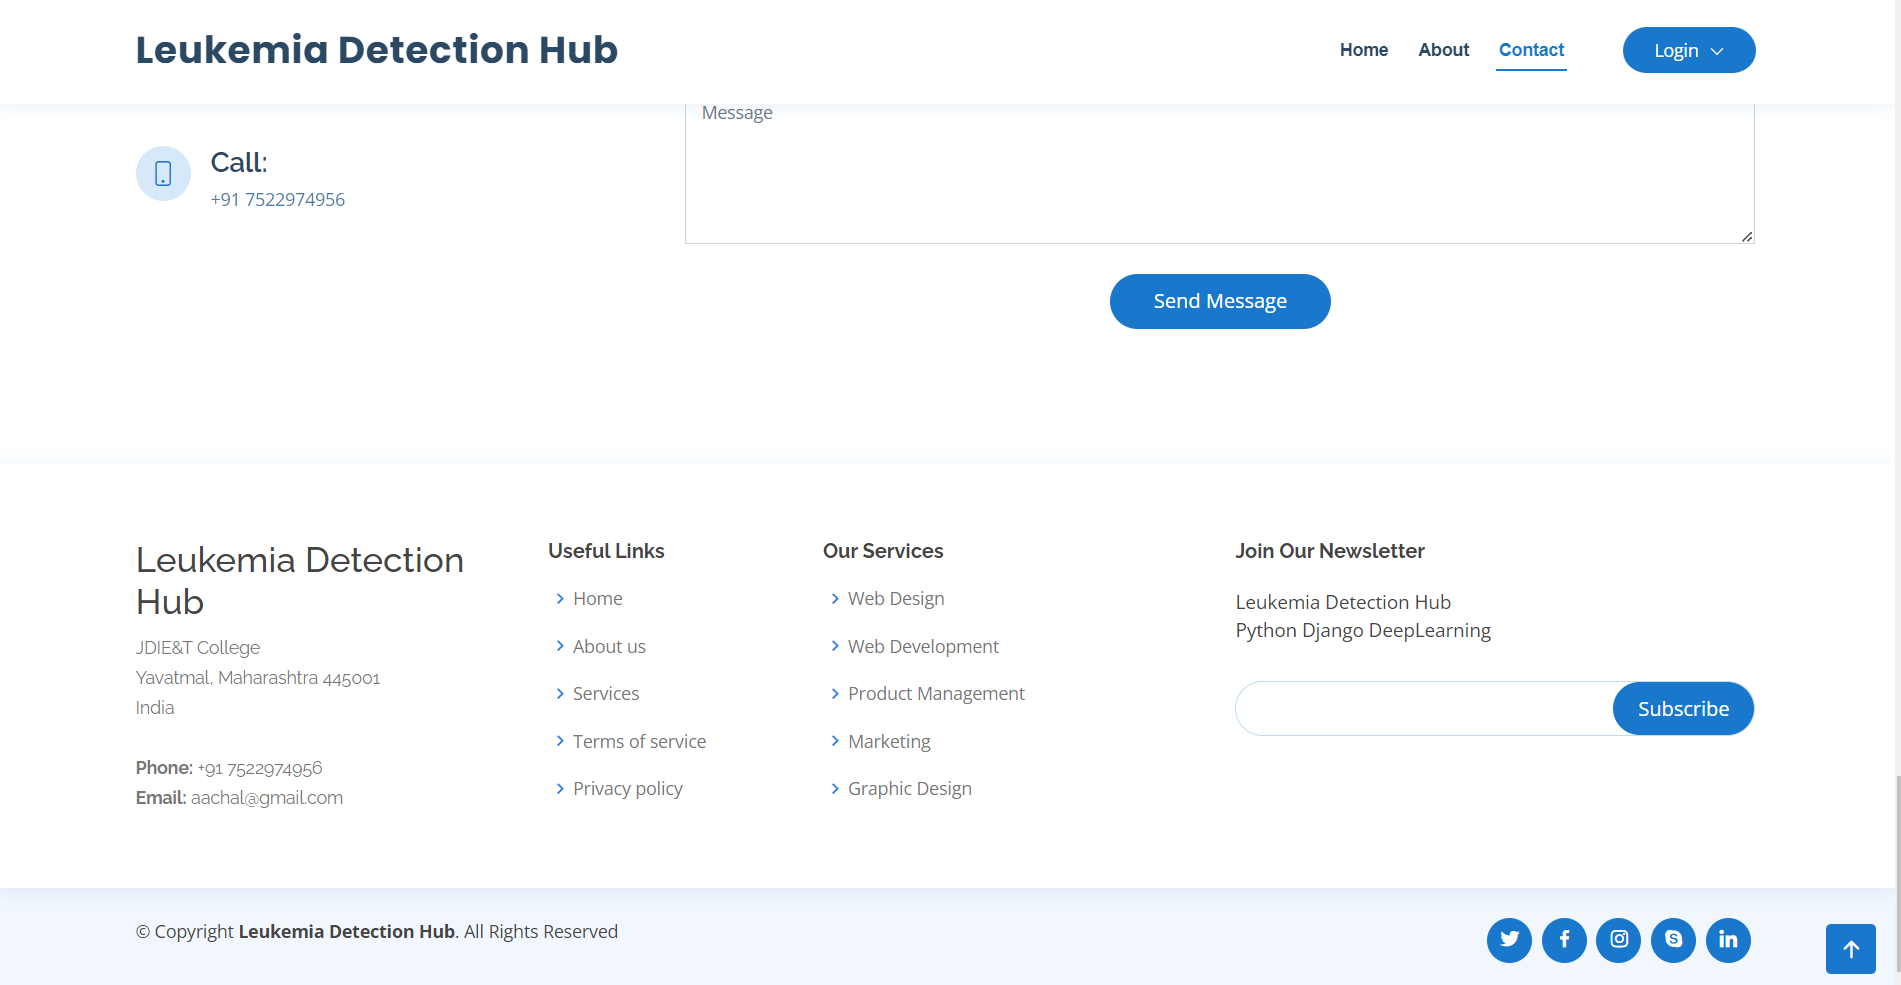 Leukemia Detection Hub
Home
About
Contact
Login
Message
Call:
+91 7522974956
Send Message
Leukemia Detection
Hub
JDIE&T College
Yavatmal, Maharashtra 445001
India
Phone: +91 7522974956
Email: aachal@gmail.com
Useful Links
Home
About us
Services
Terms of service
Privacy policy
Our Services
Web Design
Web Development
Product Management
Marketing
Graphic Design
Join Our Newsletter
Leukemia Detection Hub
Python Django DeepLearning
Subscribe
© Copyright Leukemia Detection Hub. All Rights Reserved